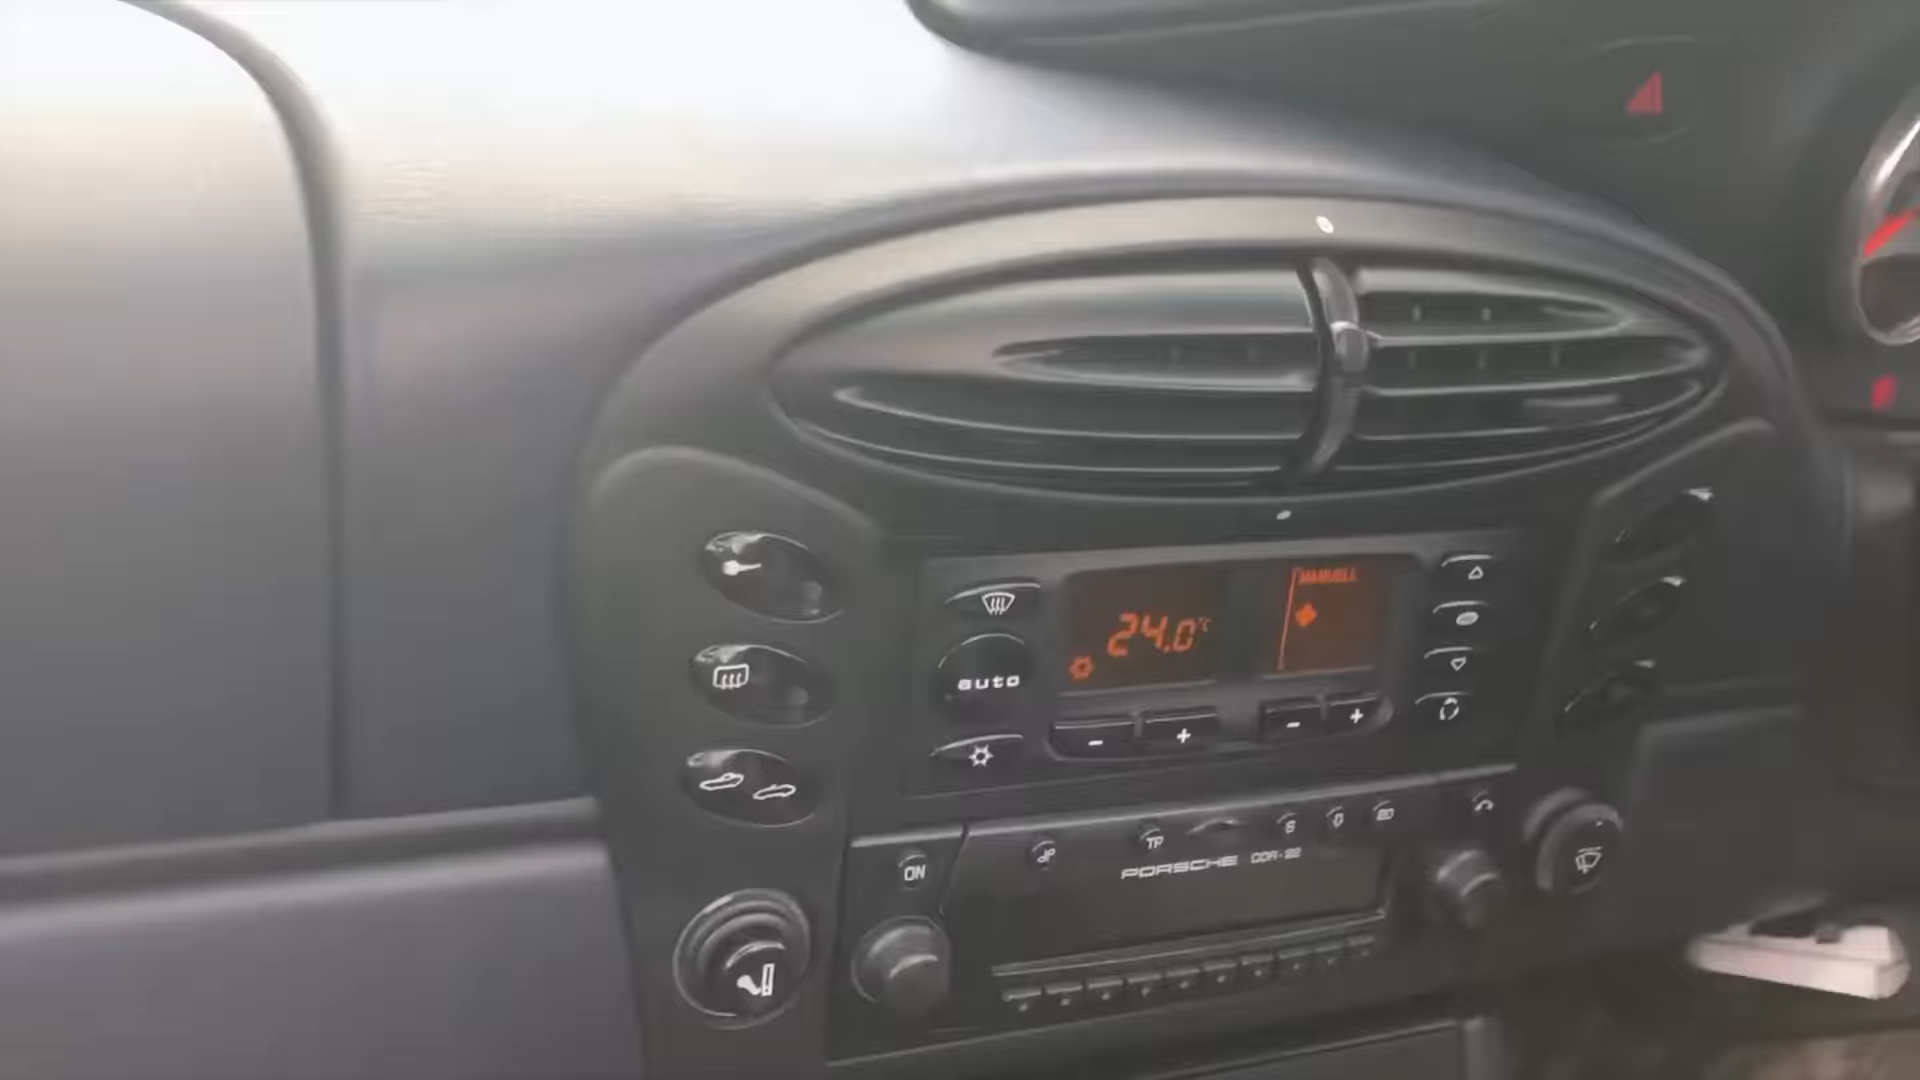 MANUELL
24.0°C
auto
- +
- +
TP
ON
PORSCHE CDR-22